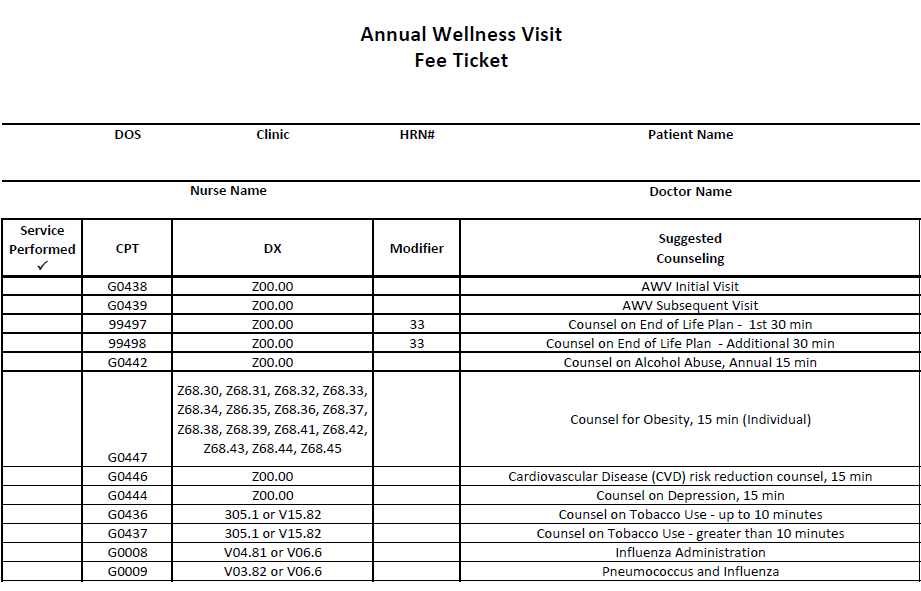 Annual Wellness Visit
Fee Ticket
DOS Clinic HRN# Patient Name
Nurse Name Doctor Name
Service Performed ✓ CPT DX Modifier Suggested Counseling
G0438 Z00.00 AWV Initial Visit
G0439 Z00.00 AWV Subsequent Visit
99497 Z00.00 33 Counsel on End of Life Plan - 1st 30 min
99498 Z00.00 33 Counsel on End of Life Plan - Additional 30 min
G0442 Z00.00 Counsel on Alcohol Abuse, Annual 15 min
Z68.30, Z68.31, Z68.32, Z68.33,
Z68.34, Z86.35, Z68.36, Z68.37,
Z68.38, Z68.39, Z68.41, Z68.42,
Z68.43, Z68.44, Z68.45
G0447 Counsel for Obesity, 15 min (Individual)
G0446 Z00.00 Cardiovascular Disease (CVD) risk reduction counsel, 15 min
G0444 Z00.00 Counsel on Depression, 15 min
G0436 305.1 or V15.82 Counsel on Tobacco Use - up to 10 minutes
G0437 305.1 or V15.82 Counsel on Tobacco Use - greater than 10 minutes
G0008 V04.81 or V06.6 Influenza Administration
G0009 V03.82 or V06.6 Pneumococcus and Influenza